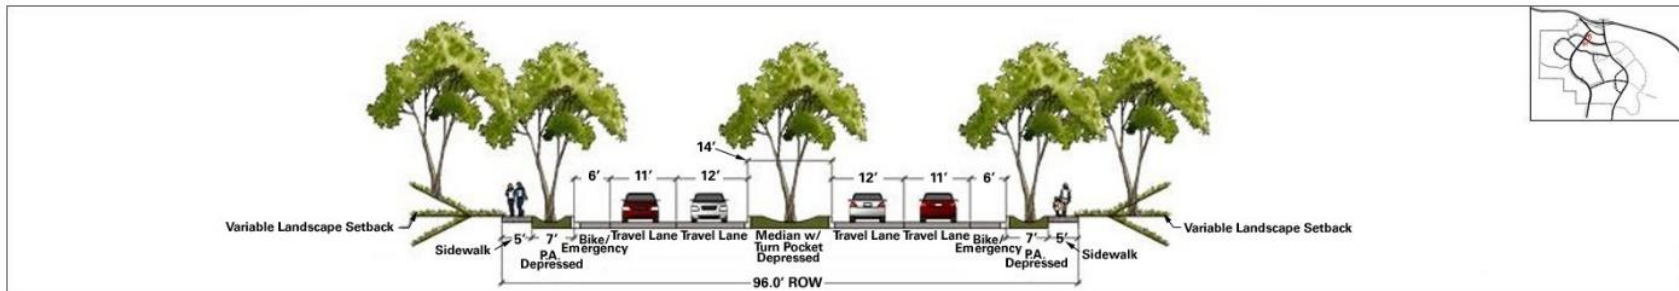 14'
6' 11' 12' 12' 11' 6'
Variable Landscape Setback
Variable Landscape Setback
Sidewalk
5' 7'
P.A.
Depressed
Bike/
Emergency
Travel Lane
Travel Lane
Median w/
Turn Pocket
Depressed
Travel Lane
Travel Lane
Bike/
Emergency
7' 5'
P.A.
Depressed
Sidewalk
96.0' ROW